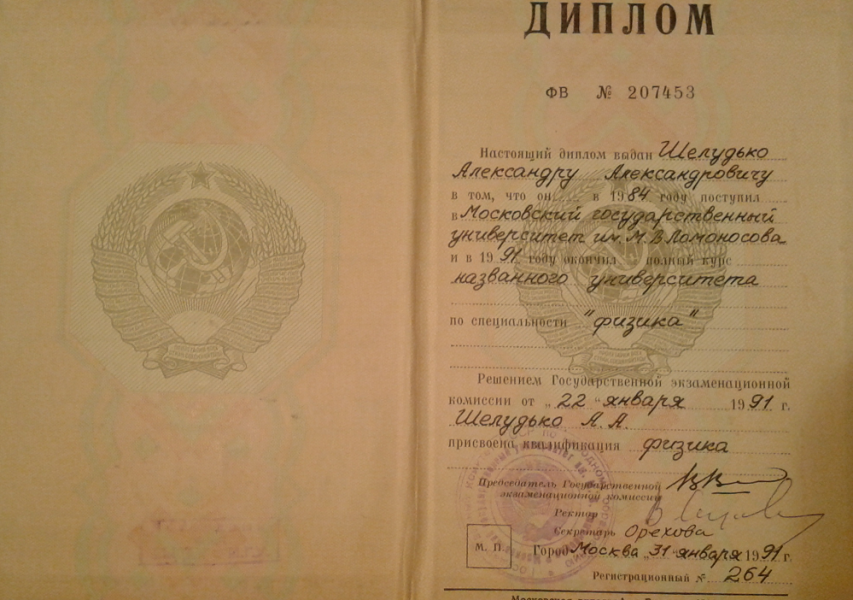 ДИПЛОМ
ФВ № 207453
Настоящий диплом выдан Шелудько
Александру Александровичу
в том, что он в 1984 году поступил
в Московский государственный
университет им. М. В. Ломоносова
и в 1991 году окончил полный курс
названного университета
по специальности "физика"
Решением Государственной экзаменационной
комиссии от „22" января 1991 г.
Шелудько А. А.
присвоена квалификация физика
Председатель Государственной
экзаменационной комиссии
Ректор
Секретарь Орехова
М. П.
Город Москва „31" января 1991 г.
Регистрационный № 264